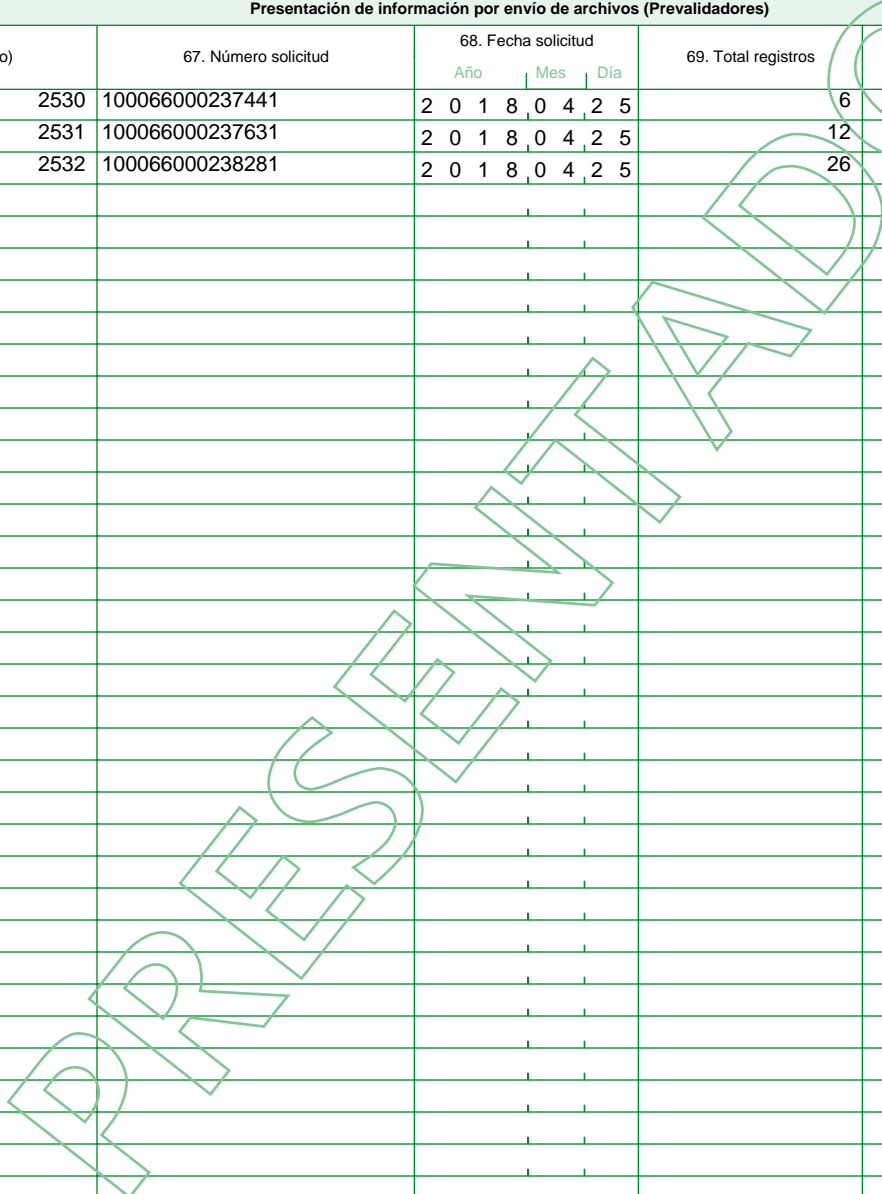 Presentación de información por envío de archivos (Prevalidadores)
o) 67. Número solicitud 68. Fecha solicitud 69. Total registros
Año Mes Día
2530 100066000237441 2 0 1 8 0 4 2 5 6
2531 100066000237631 2 0 1 8 0 4 2 5 12
2532 100066000238281 2 0 1 8 0 4 2 5 26
PRESENTADO